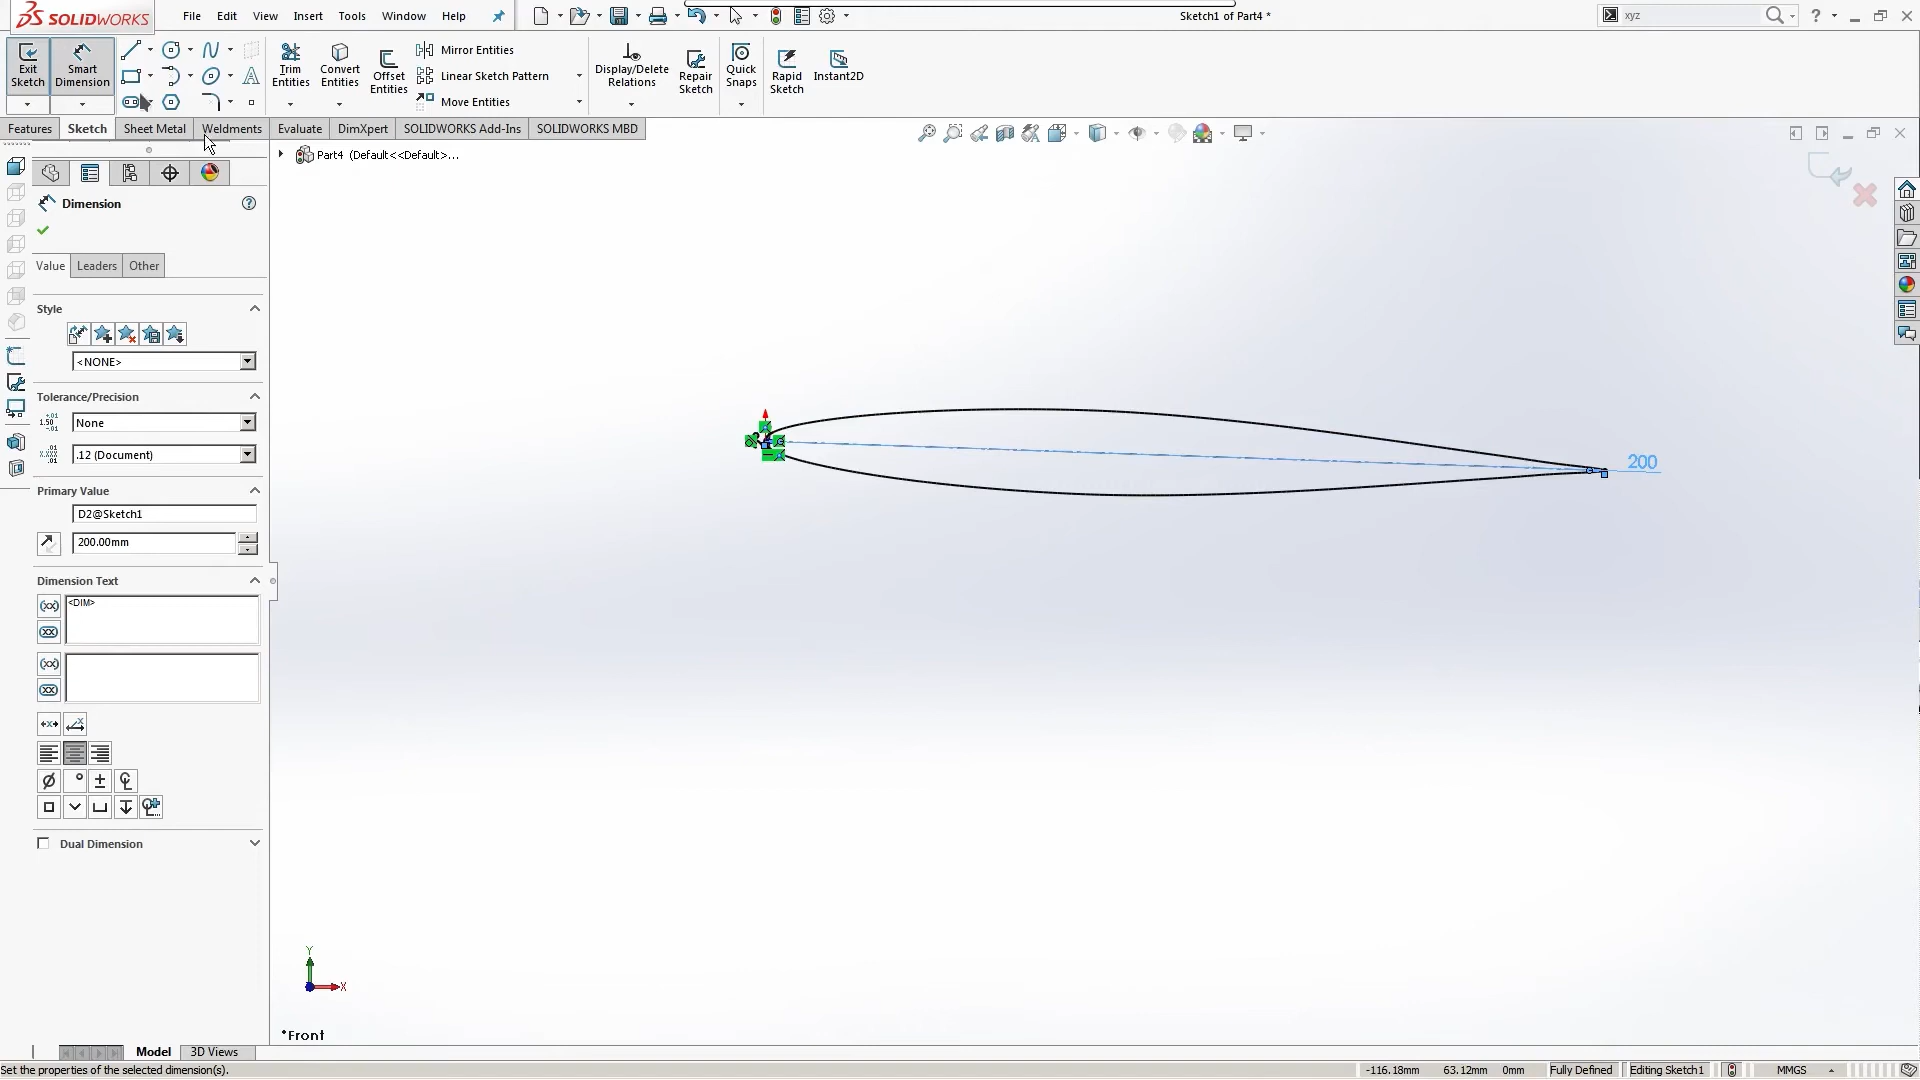 SOLIDWORKS
File Edit View Insert Tools Window Help
Sketch1 of Part4 *
xyz
?
Exit Sketch
Smart Dimension
Trim Entities
Convert Entities
Offset Entities
Mirror Entities
Linear Sketch Pattern
Move Entities
Display/Delete Relations
Repair Sketch
Quick Snaps
Rapid Sketch
Instant2D
Features Sketch Sheet Metal Weldments Evaluate DimXpert SOLIDWORKS Add-Ins SOLIDWORKS MBD
Part4 (Default<<Default>...
Dimension
Value Leaders Other
Style
<NONE>
Tolerance/Precision
None
.12 (Document)
Primary Value
D2@Sketch1
200.00mm
Dimension Text
<DIM>
Dual Dimension
200
Y
X
*Front
Model 3D Views
Set the properties of the selected dimension(s).
-116.18mm 63.12mm 0mm Fully Defined Editing Sketch1 MMGS